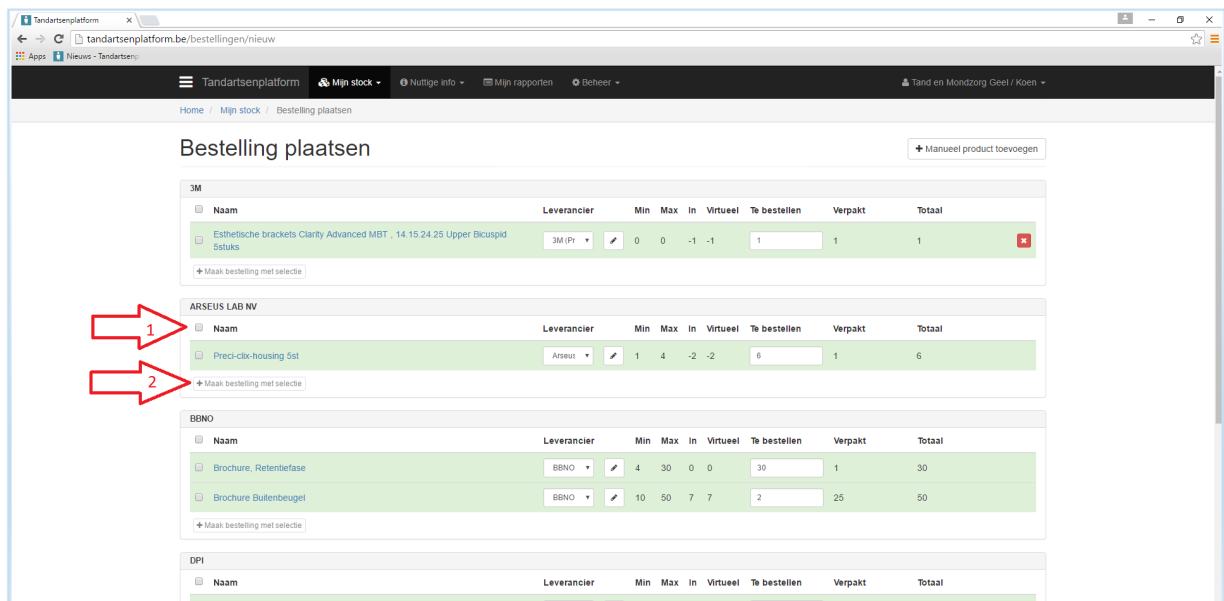 Tandartsenplatform
tandartsenplatform.be/bestellingen/nieuw
Apps Nieuws - Tandartsenp
Tandartsenplatform Mijn stock Nuttige info Mijn rapporten Beheer Tand en Mondzorg Geel / Koen
Home / Mijn stock / Bestelling plaatsen
Bestelling plaatsen
+ Manueel product toevoegen
3M
Naam Leverancier Min Max In Virtueel Te bestellen Verpakt Totaal
Esthetische brackets Clarity Advanced MBT , 14.15.24.25 Upper Bicuspid
5stuks
3M (Pr 0 0 -1 -1 1 1 1
+ Maak bestelling met selectie
ARSEUS LAB NV
1 Naam Leverancier Min Max In Virtueel Te bestellen Verpakt Totaal
Preci-clix-housing 5st Arseus 1 4 -2 -2 6 1 6
2 + Maak bestelling met selectie
BBNO
Naam Leverancier Min Max In Virtueel Te bestellen Verpakt Totaal
Brochure, Retentiefase BBNO 4 30 0 0 30 1 30
Brochure Buitenbeugel BBNO 10 50 7 7 2 25 50
+ Maak bestelling met selectie
DPI
Naam Leverancier Min Max In Virtueel Te bestellen Verpakt Totaal